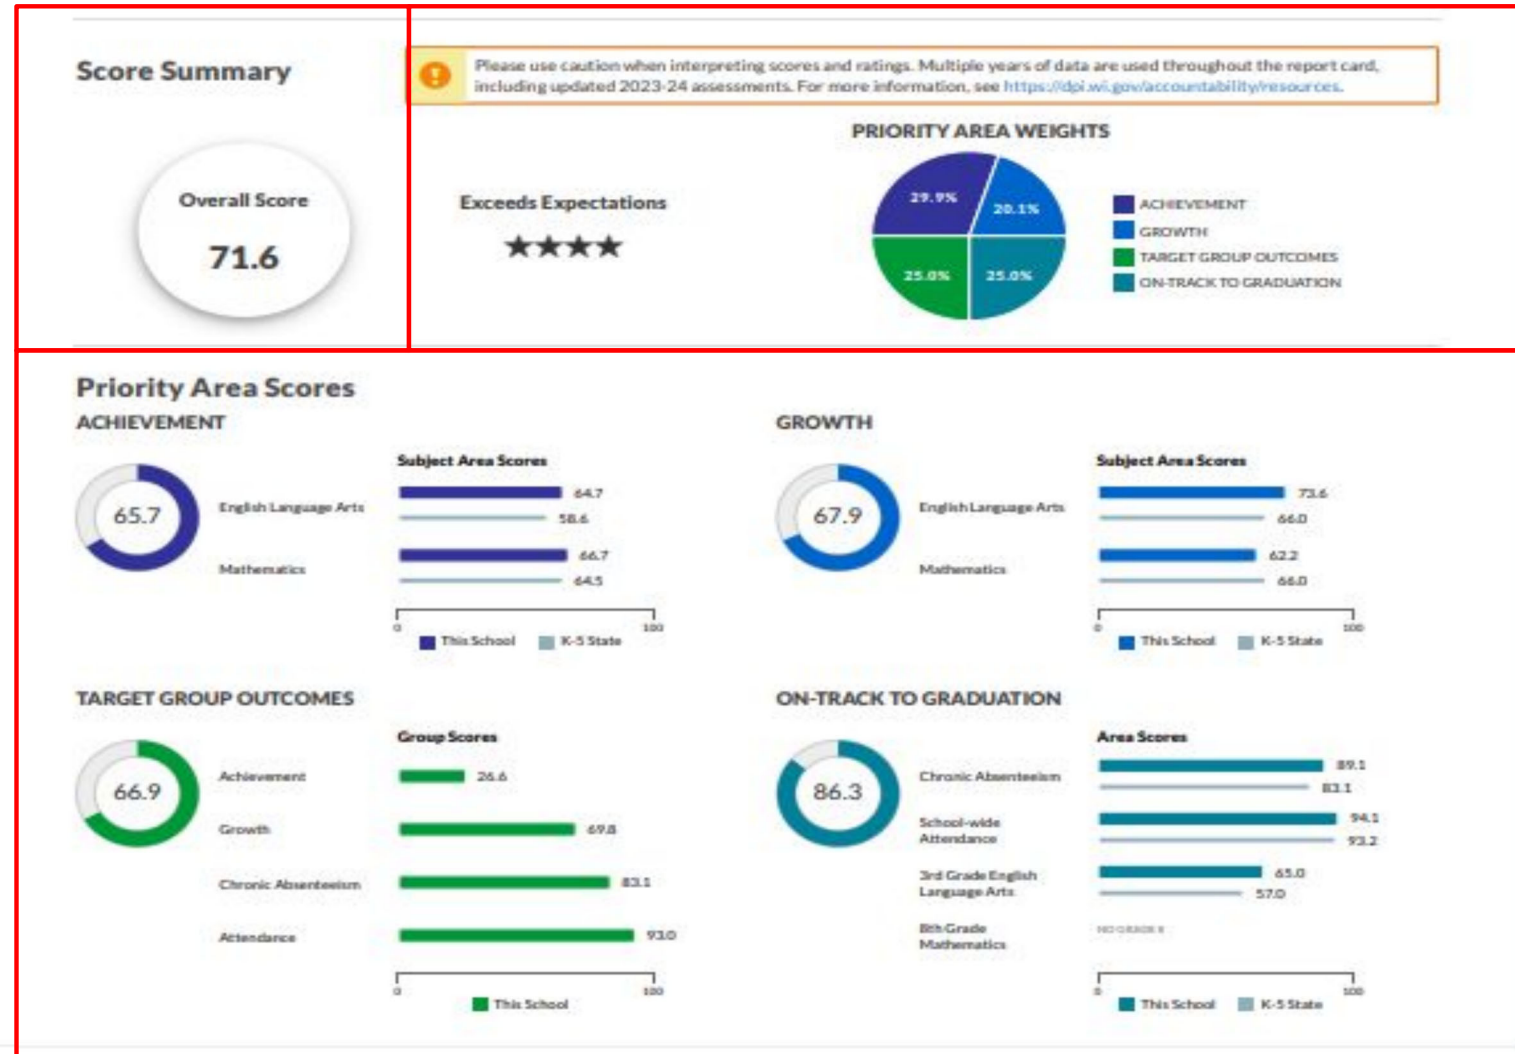 Score Summary
Please use caution when interpreting scores and ratings. Multiple years of data are used throughout the report card,
including updated 2023-24 assessments. For more information, see https://dpi.wi.gov/accountability/resources.
Overall Score
71.6
Exceeds Expectations
★★★★
PRIORITY AREA WEIGHTS
29.9%
20.1%
25.0%
25.0%
ACHIEVEMENT
GROWTH
TARGET GROUP OUTCOMES
ON-TRACK TO GRADUATION
Priority Area Scores
ACHIEVEMENT
65.7
Subject Area Scores
English Language Arts
64.7
58.6
Mathematics
66.7
64.5
0
100
This School
K-5 State
GROWTH
67.9
Subject Area Scores
English Language Arts
73.6
66.0
Mathematics
62.2
66.0
0
100
This School
K-5 State
TARGET GROUP OUTCOMES
66.9
Group Scores
Achievement
26.6
Growth
69.8
Chronic Absenteeism
83.1
Attendance
93.0
0
100
This School
ON-TRACK TO GRADUATION
86.3
Area Scores
Chronic Absenteeism
89.1
83.1
School-wide
Attendance
94.1
93.2
3rd Grade English
Language Arts
65.0
57.0
8th Grade
Mathematics
NO GRADE 8
0
100
This School
K-5 State